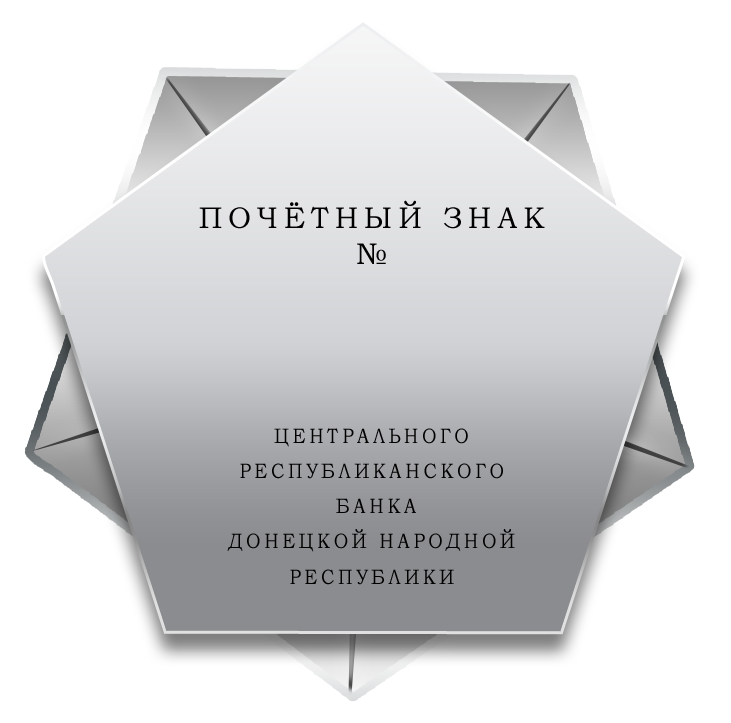 ПОЧЁТНЫЙ ЗНАК
№
ЦЕНТРАЛЬНОГО
РЕСПУБЛИКАНСКОГО
БАНКА
ДОНЕЦКОЙ НАРОДНОЙ
РЕСПУБЛИКИ